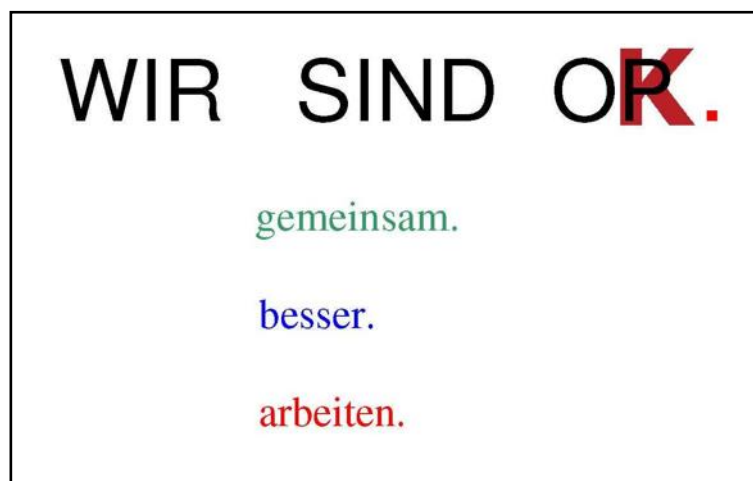 WIR SIND OPK.
gemeinsam.
besser.
arbeiten.